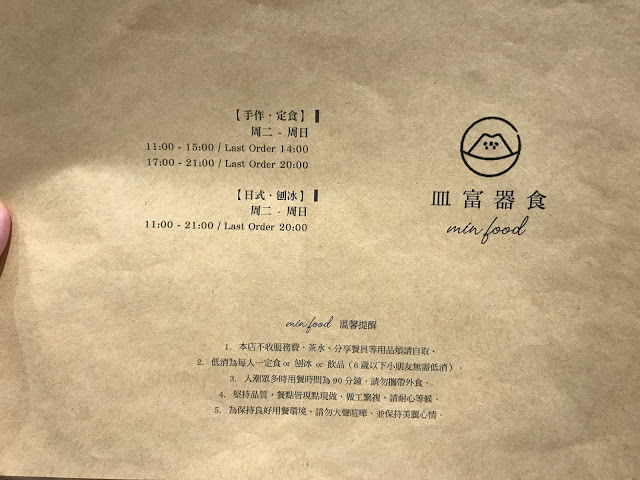 【手作·定食】
周二 - 周日
11:00 - 15:00 / Last Order 14:00
17:00 - 21:00 / Last Order 20:00
【日式·刨冰】
周二 - 周日
11:00 - 21:00 / Last Order 20:00
皿富器食
min food
min food 溫馨提醒
1. 本店不收服務費·茶水、分享餐具等用品煩請自取·
2. 低消為每人一定食 or 刨冰 or 飲品（6 歲以下小朋友無需低消）·
3. 人潮眾多時用餐時間為 90 分鐘·請勿攜帶外食·
4. 堅持品質·餐點皆現點現做·做工繁複·請耐心等候·
5. 為保持良好用餐環境、請勿大聲喧嘩、並保持美麗心情·